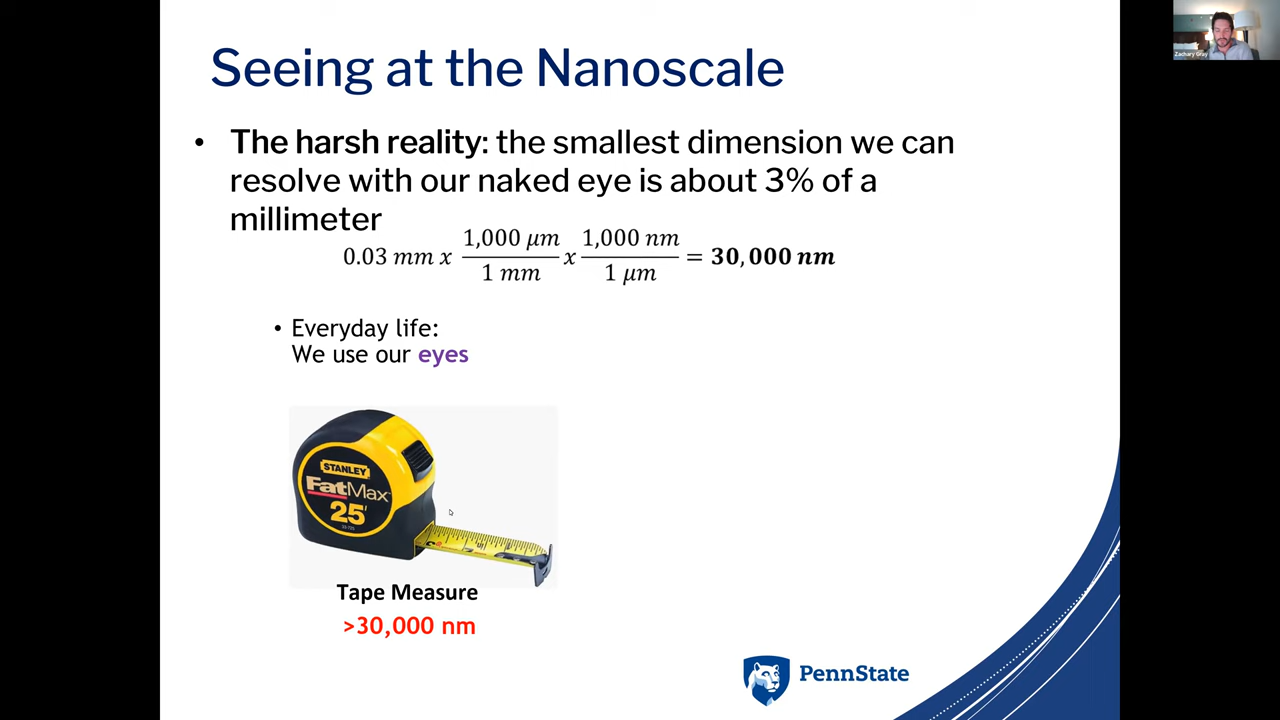 Seeing at the Nanoscale
Zachary Gray
• The harsh reality: the smallest dimension we can
resolve with our naked eye is about 3% of a
millimeter
0.03 mm x 1,000 μm / 1 mm x 1,000 nm / 1 μm = 30,000 nm
• Everyday life:
We use our eyes
STANLEY
FatMax
25'
Tape Measure
>30,000 nm
PennState